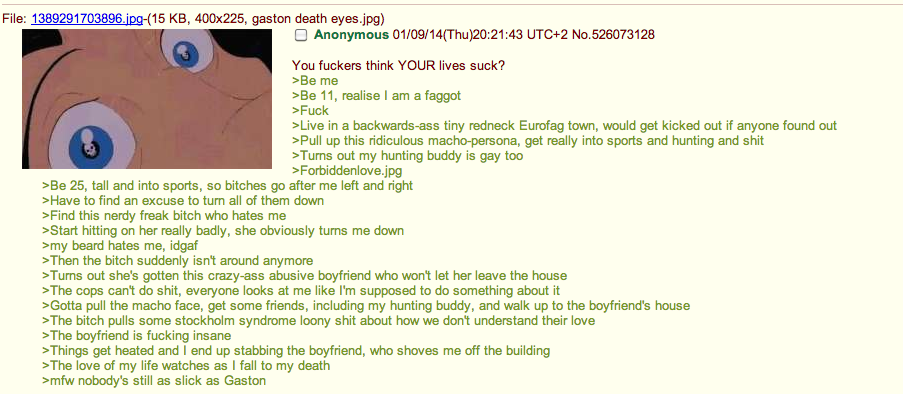 File: 1389291703896.jpg-(15 KB, 400x225, gaston death eyes.jpg)
Anonymous 01/09/14(Thu)20:21:43 UTC+2 No.526073128
You fuckers think YOUR lives suck?
>Be me
>Be 11, realise I am a faggot
>Fuck
>Live in a backwards-ass tiny redneck Eurofag town, would get kicked out if anyone found out
>Pull up this ridiculous macho-persona, get really into sports and hunting and shit
>Turns out my hunting buddy is gay too
>Forbiddenlove.jpg
>Be 25, tall and into sports, so bitches go after me left and right
>Have to find an excuse to turn all of them down
>Find this nerdy freak bitch who hates me
>Start hitting on her really badly, she obviously turns me down
>my beard hates me, idgaf
>Then the bitch suddenly isn't around anymore
>Turns out she's gotten this crazy-ass abusive boyfriend who won't let her leave the house
>The cops can't do shit, everyone looks at me like I'm supposed to do something about it
>Gotta pull the macho face, get some friends, including my hunting buddy, and walk up to the boyfriend's house
>The bitch pulls some stockholm syndrome loony shit about how we don't understand their love
>The boyfriend is fucking insane
>Things get heated and I end up stabbing the boyfriend, who shoves me off the building
>The love of my life watches as I fall to my death
>mfw nobody's still as slick as Gaston